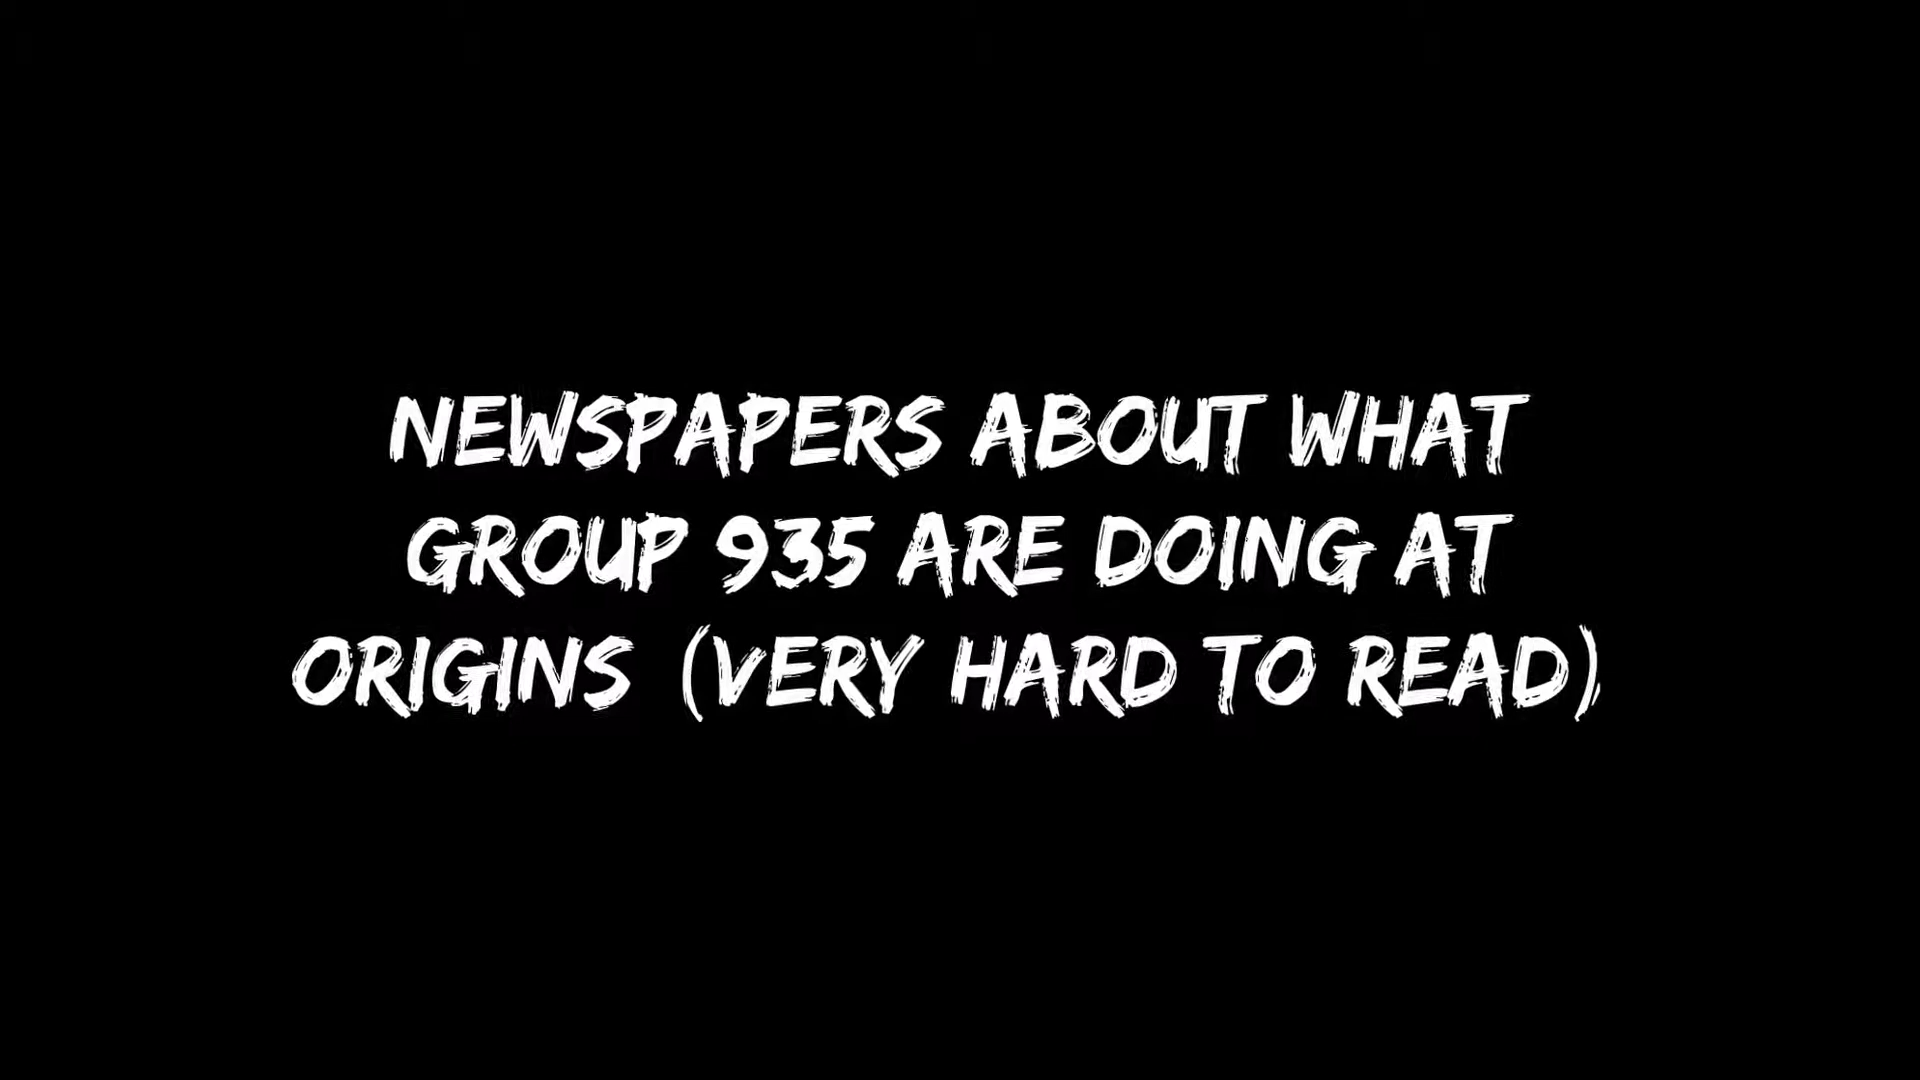 NEWSPAPERS ABOUT WHAT
GROUP 935 ARE DOING AT
ORIGINS (VERY HARD TO READ)